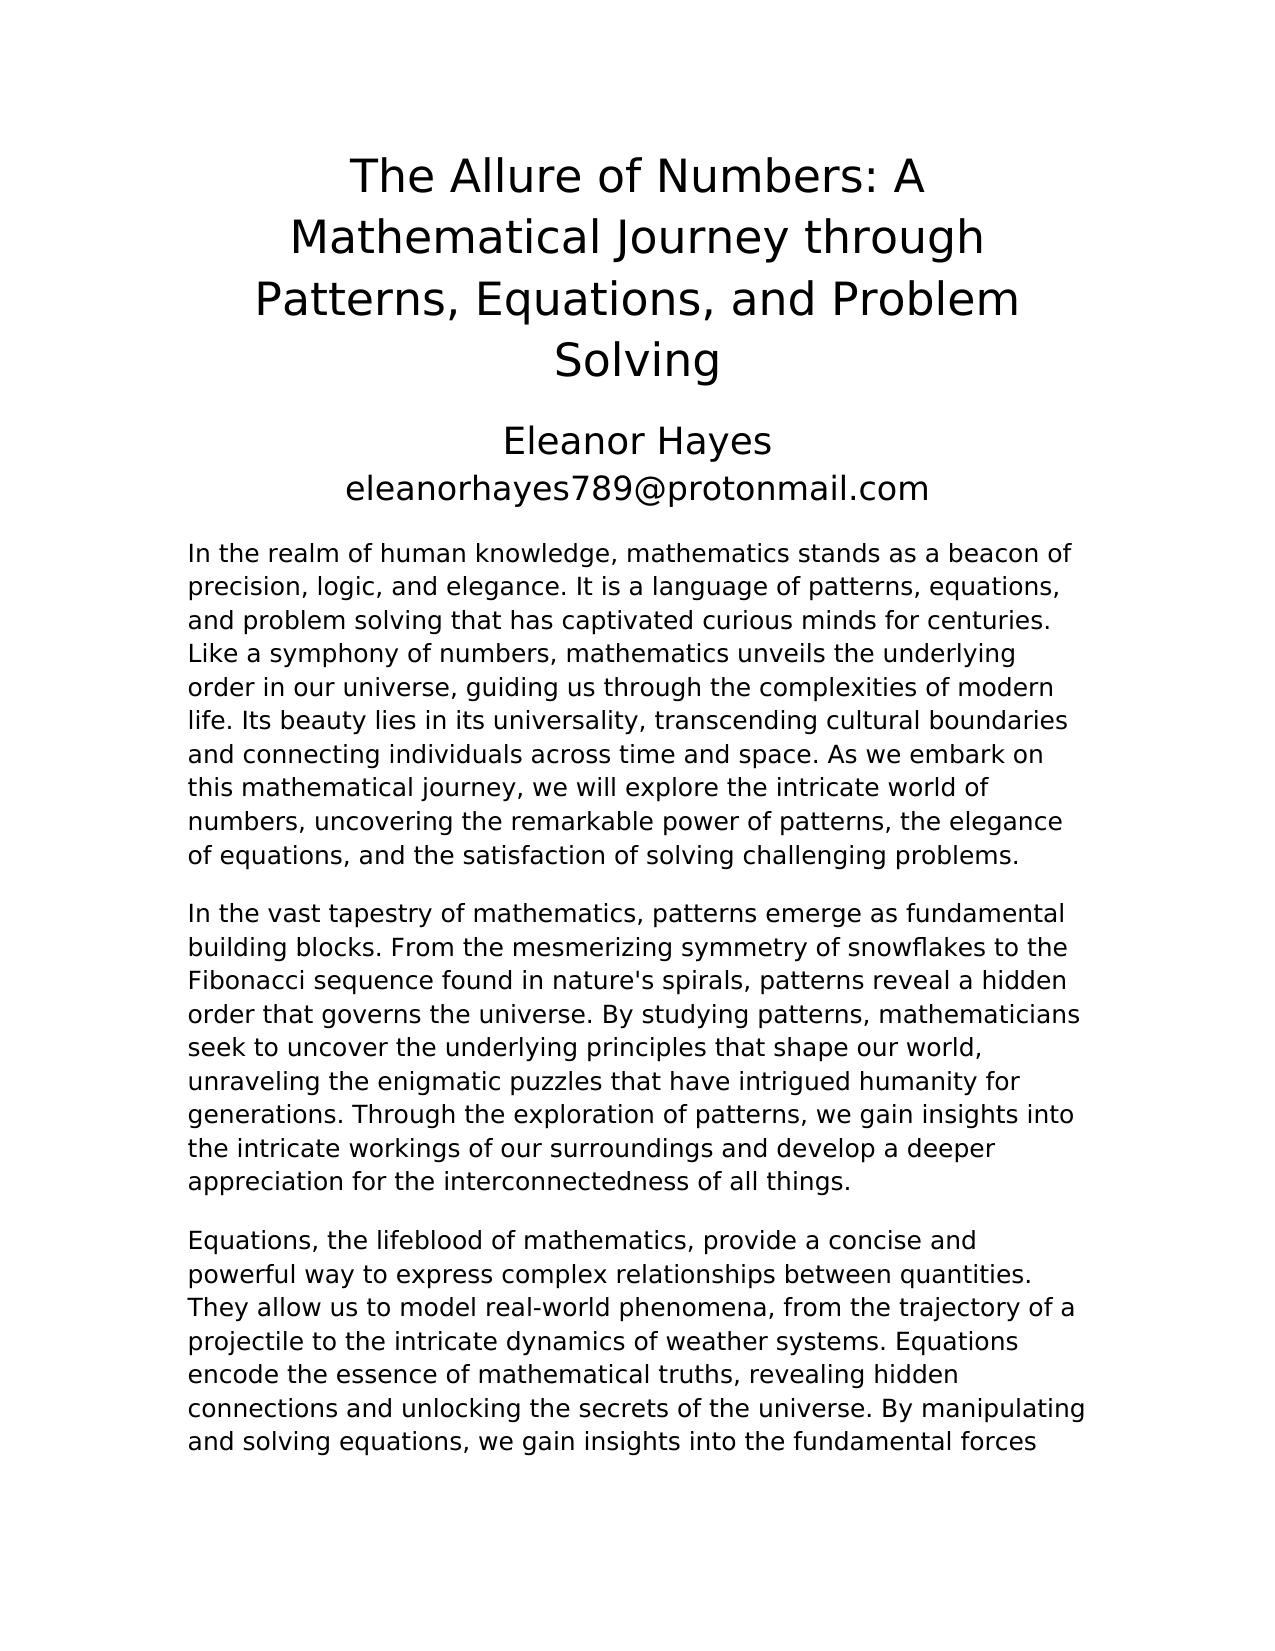 The Allure of Numbers: A
Mathematical Journey through
Patterns, Equations, and Problem
Solving
Eleanor Hayes
eleanorhayes789@protonmail.com
In the realm of human knowledge, mathematics stands as a beacon of
precision, logic, and elegance. It is a language of patterns, equations,
and problem solving that has captivated curious minds for centuries.
Like a symphony of numbers, mathematics unveils the underlying
order in our universe, guiding us through the complexities of modern
life. Its beauty lies in its universality, transcending cultural boundaries
and connecting individuals across time and space. As we embark on
this mathematical journey, we will explore the intricate world of
numbers, uncovering the remarkable power of patterns, the elegance
of equations, and the satisfaction of solving challenging problems.
In the vast tapestry of mathematics, patterns emerge as fundamental
building blocks. From the mesmerizing symmetry of snowflakes to the
Fibonacci sequence found in nature's spirals, patterns reveal a hidden
order that governs the universe. By studying patterns, mathematicians
seek to uncover the underlying principles that shape our world,
unraveling the enigmatic puzzles that have intrigued humanity for
generations. Through the exploration of patterns, we gain insights into
the intricate workings of our surroundings and develop a deeper
appreciation for the interconnectedness of all things.
Equations, the lifeblood of mathematics, provide a concise and
powerful way to express complex relationships between quantities.
They allow us to model real-world phenomena, from the trajectory of a
projectile to the intricate dynamics of weather systems. Equations
encode the essence of mathematical truths, revealing hidden
connections and unlocking the secrets of the universe. By manipulating
and solving equations, we gain insights into the fundamental forces